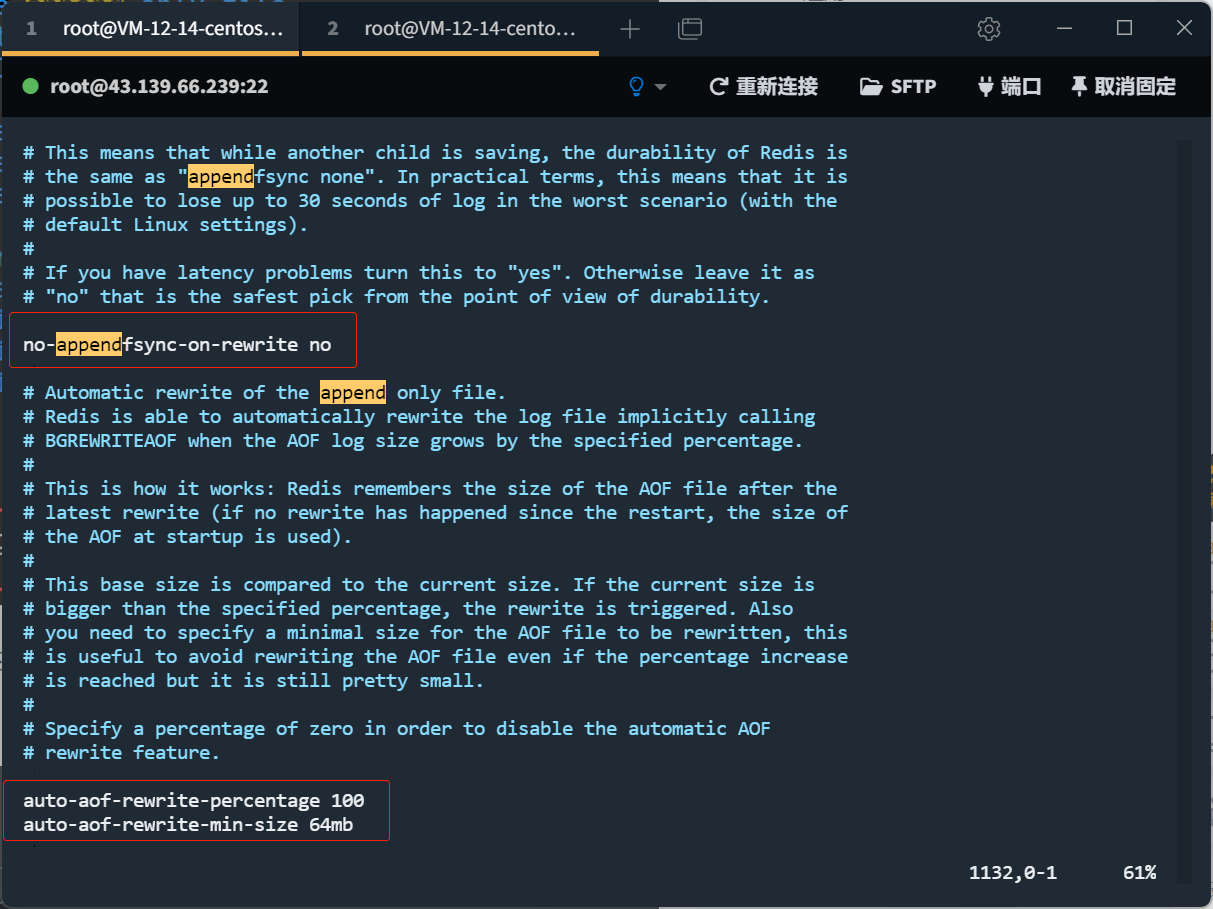 1 root@VM-12-14-centos... 2 root@VM-12-14-cento...
root@43.139.66.239:22 重新连接 SFTP 端口 取消固定
# This means that while another child is saving, the durability of Redis is
# the same as "appendfsync none". In practical terms, this means that it is
# possible to lose up to 30 seconds of log in the worst scenario (with the
# default Linux settings).
#
# If you have latency problems turn this to "yes". Otherwise leave it as
# "no" that is the safest pick from the point of view of durability.
no-appendfsync-on-rewrite no
# Automatic rewrite of the append only file.
# Redis is able to automatically rewrite the log file implicitly calling
# BGREWRITEAOF when the AOF log size grows by the specified percentage.
#
# This is how it works: Redis remembers the size of the AOF file after the
# latest rewrite (if no rewrite has happened since the restart, the size of
# the AOF at startup is used).
#
# This base size is compared to the current size. If the current size is
# bigger than the specified percentage, the rewrite is triggered. Also
# you need to specify a minimal size for the AOF file to be rewritten, this
# is useful to avoid rewriting the AOF file even if the percentage increase
# is reached but it is still pretty small.
#
# Specify a percentage of zero in order to disable the automatic AOF
# rewrite feature.
auto-aof-rewrite-percentage 100
auto-aof-rewrite-min-size 64mb
1132,0-1 61%